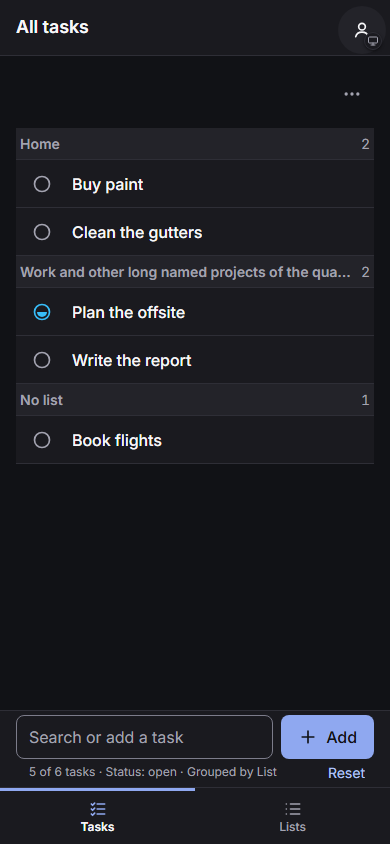 All tasks
Home 2
Buy paint
Clean the gutters
Work and other long named projects of the qua... 2
Plan the offsite
Write the report
No list 1
Book flights
Search or add a task
Add
5 of 6 tasks · Status: open · Grouped by List
Reset
Tasks
Lists